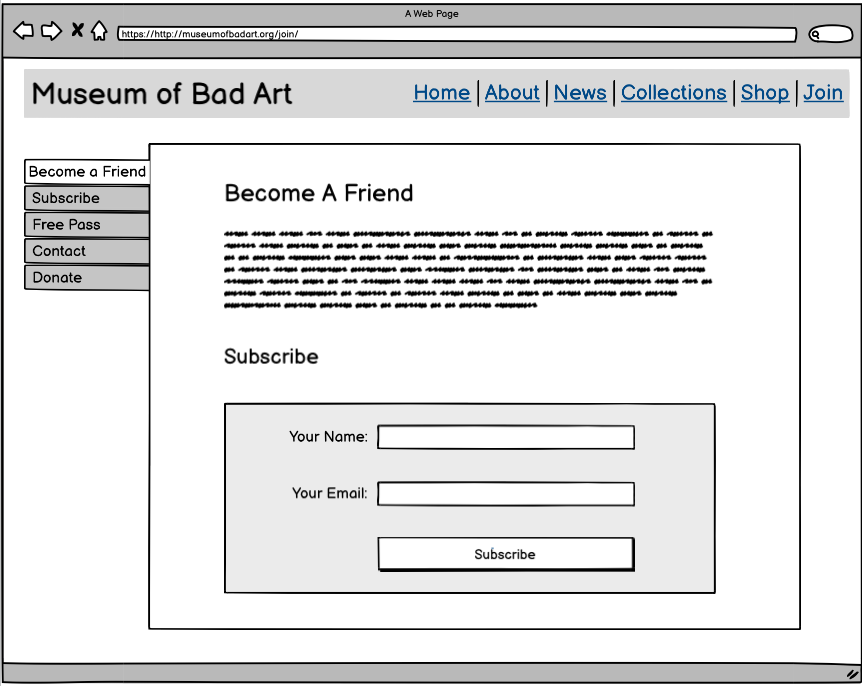 A Web Page
https://http://museumofbadart.org/join/
Museum of Bad Art
Home | About | News | Collections | Shop | Join
Become a Friend
Subscribe
Free Pass
Contact
Donate
Become A Friend
Subscribe
Your Name:
Your Email:
Subscribe